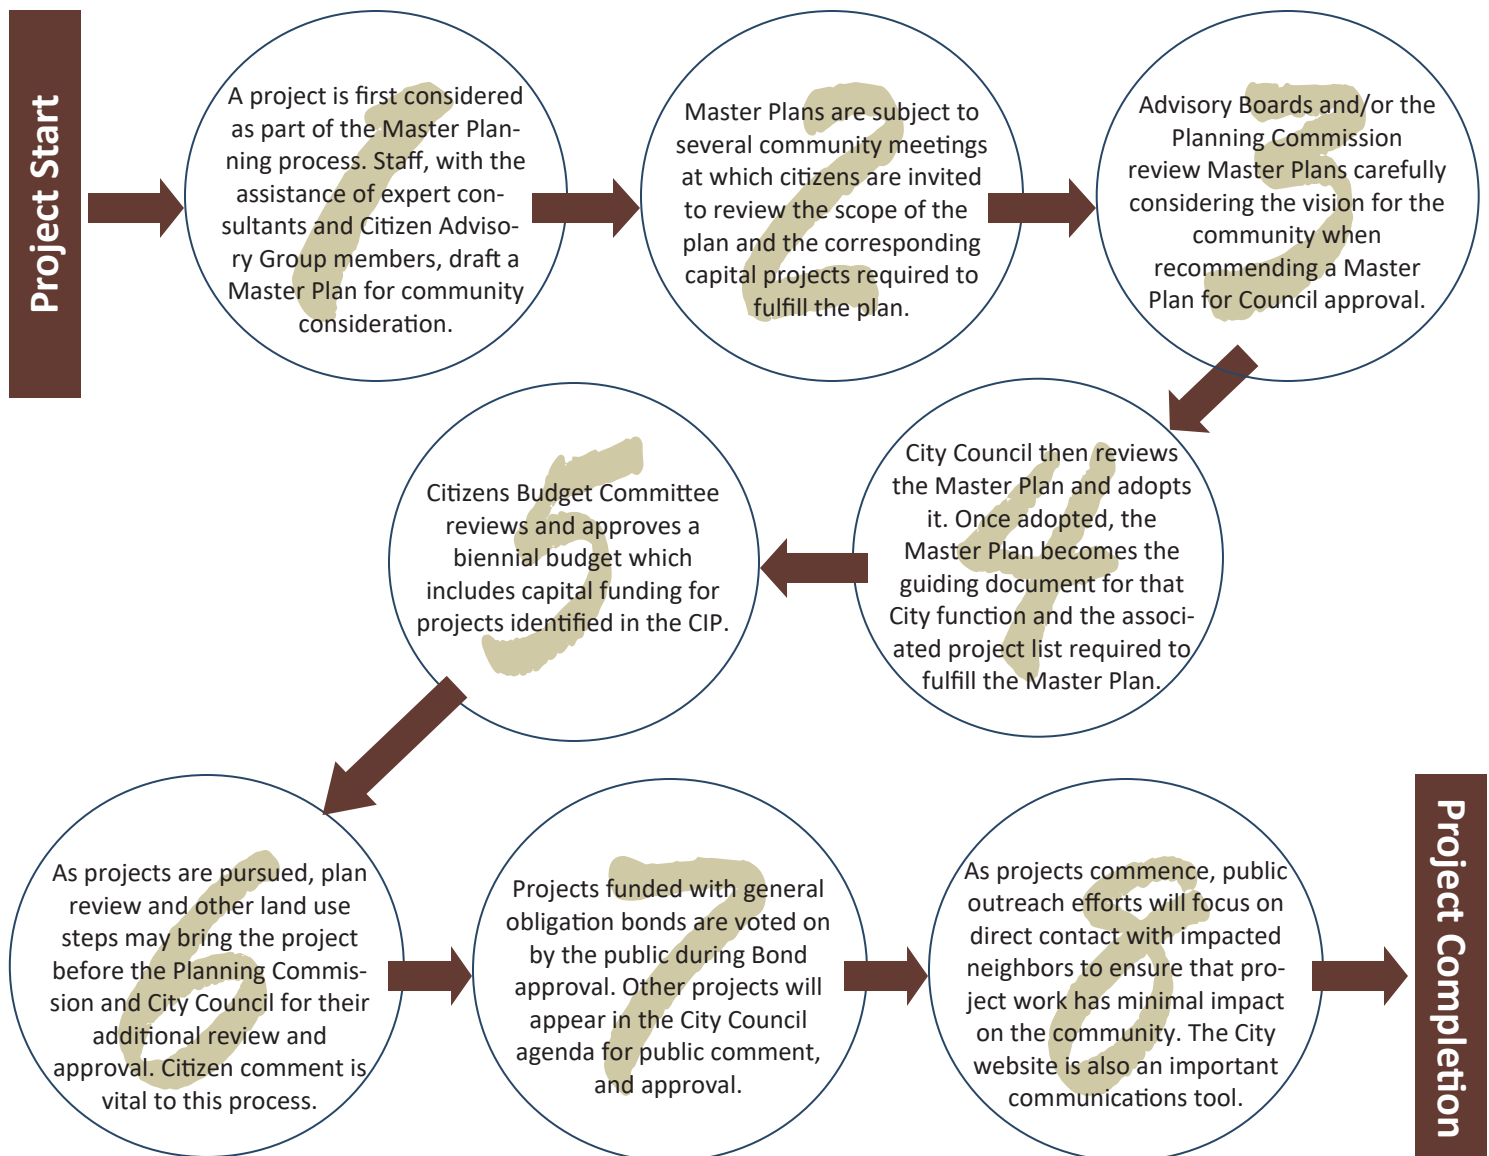 Project Start
1
A project is first considered
as part of the Master Plan-
ning process. Staff, with the
assistance of expert con-
sultants and Citizen Adviso-
ry Group members, draft a
Master Plan for community
consideration.
2
Master Plans are subject to
several community meetings
at which citizens are invited
to review the scope of the
plan and the corresponding
capital projects required to
fulfill the plan.
3
Advisory Boards and/or the
Planning Commission
review Master Plans carefully
considering the vision for the
community when
recommending a Master
Plan for Council approval.
4
City Council then reviews
the Master Plan and adopts
it. Once adopted, the
Master Plan becomes the
guiding document for that
City function and the associ-
ated project list required to
fulfill the Master Plan.
5
Citizens Budget Committee
reviews and approves a
biennial budget which
includes capital funding for
projects identified in the CIP.
6
As projects are pursued, plan
review and other land use
steps may bring the project
before the Planning Commis-
sion and City Council for their
additional review and
approval. Citizen comment is
vital to this process.
7
Projects funded with general
obligation bonds are voted on
by the public during Bond
approval. Other projects will
appear in the City Council
agenda for public comment,
and approval.
8
As projects commence, public
outreach efforts will focus on
direct contact with impacted
neighbors to ensure that pro-
ject work has minimal impact
on the community. The City
website is also an important
communications tool.
Project Completion